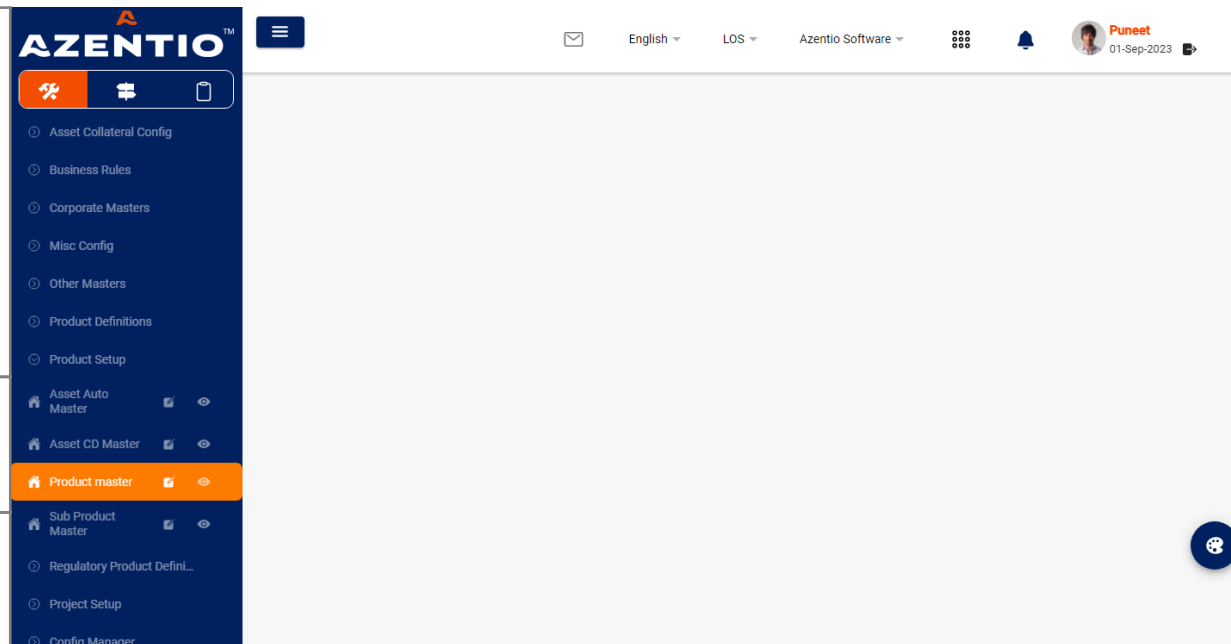 AZENTIO™
English
LOS
Azentio Software
Puneet
01-Sep-2023
Asset Collateral Config
Business Rules
Corporate Masters
Misc Config
Other Masters
Product Definitions
Product Setup
Asset Auto
Master
Asset CD Master
Product master
Sub Product
Master
Regulatory Product Defini...
Project Setup
Config Manager